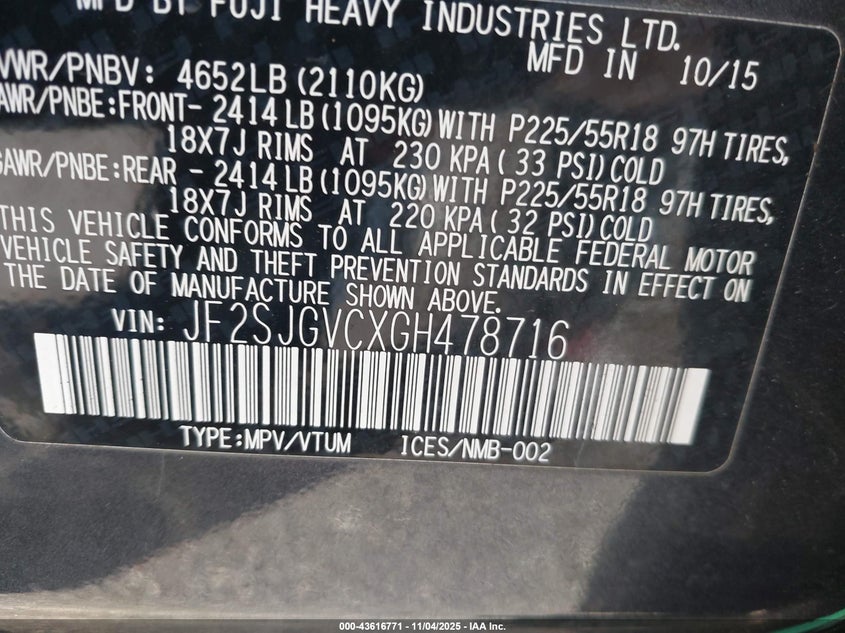 MFD BY FUJI HEAVY INDUSTRIES LTD.
MFD IN 10/15
VWR/PNBV: 4652LB (2110KG)
AWR/PNBE:FRONT- 2414 LB (1095KG) WITH P225/55R18 97H TIRES,
18X7J RIMS AT 230 KPA ( 33 PSI) COLD
GAWR/PNBE:REAR - 2414 LB (1095KG) WITH P225/55R18 97H TIRES,
18X7J RIMS AT 220 KPA ( 32 PSI) COLD
THIS VEHICLE CONFORMS TO ALL APPLICABLE FEDERAL MOTOR
VEHICLE SAFETY AND THEFT PREVENTION STANDARDS IN EFFECT ON
THE DATE OF MANUFACTURE SHOWN ABOVE.
VIN: JF2SJGVCXGH478716
TYPE:MPV/VTUM ICES/NMB-002
000-43616771 - 11/04/2025 - IAA Inc.